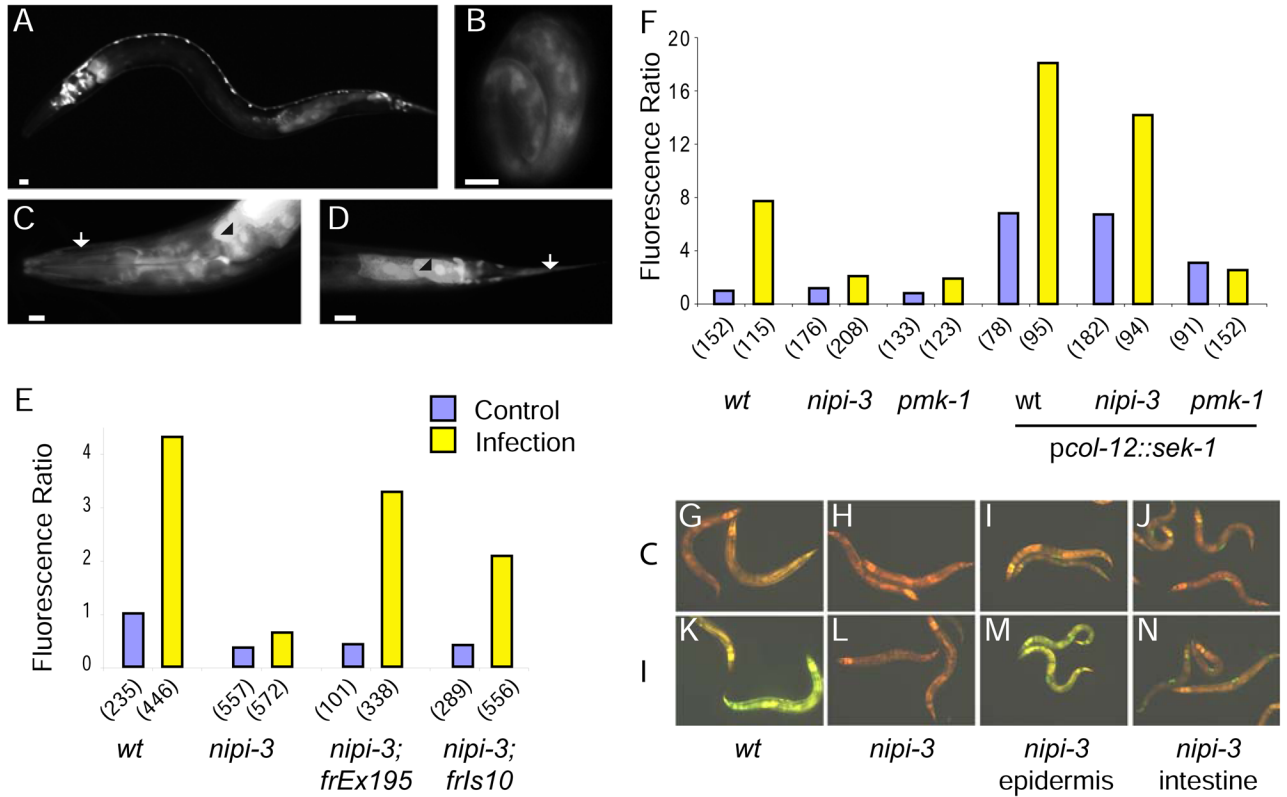 A
B
C
D
E
Control
Infection
Fluorescence Ratio
4
3
2
1
0
(235) (446) (557) (572) (101) (338) (289) (556)
wt nipi-3 nipi-3; nipi-3;
frEx195 frIs10
F
Fluorescence Ratio
20
16
12
8
4
0
(152) (115) (176) (208) (133) (123) (78) (95) (182) (94) (91) (152)
wt nipi-3 pmk-1 wt nipi-3 pmk-1
pcol-12::sek-1
G H I J
C
K L M N
I
wt nipi-3 nipi-3 nipi-3
epidermis intestine